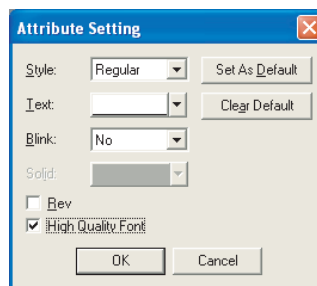 Attribute Setting
Style: Regular Set As Default
Text: Clear Default
Blink: No
Solid:
Rev
High Quality Font
OK Cancel